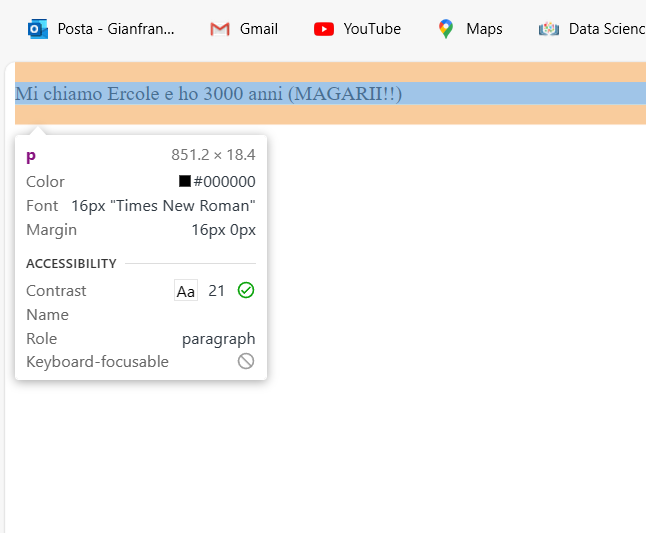 Posta - Gianfran... Gmail YouTube Maps Data Scienc
Mi chiamo Ercole e ho 3000 anni (MAGARII!!)
p 851.2 × 18.4
Color #000000
Font 16px "Times New Roman"
Margin 16px 0px
ACCESSIBILITY
Contrast Aa 21
Name
Role paragraph
Keyboard-focusable